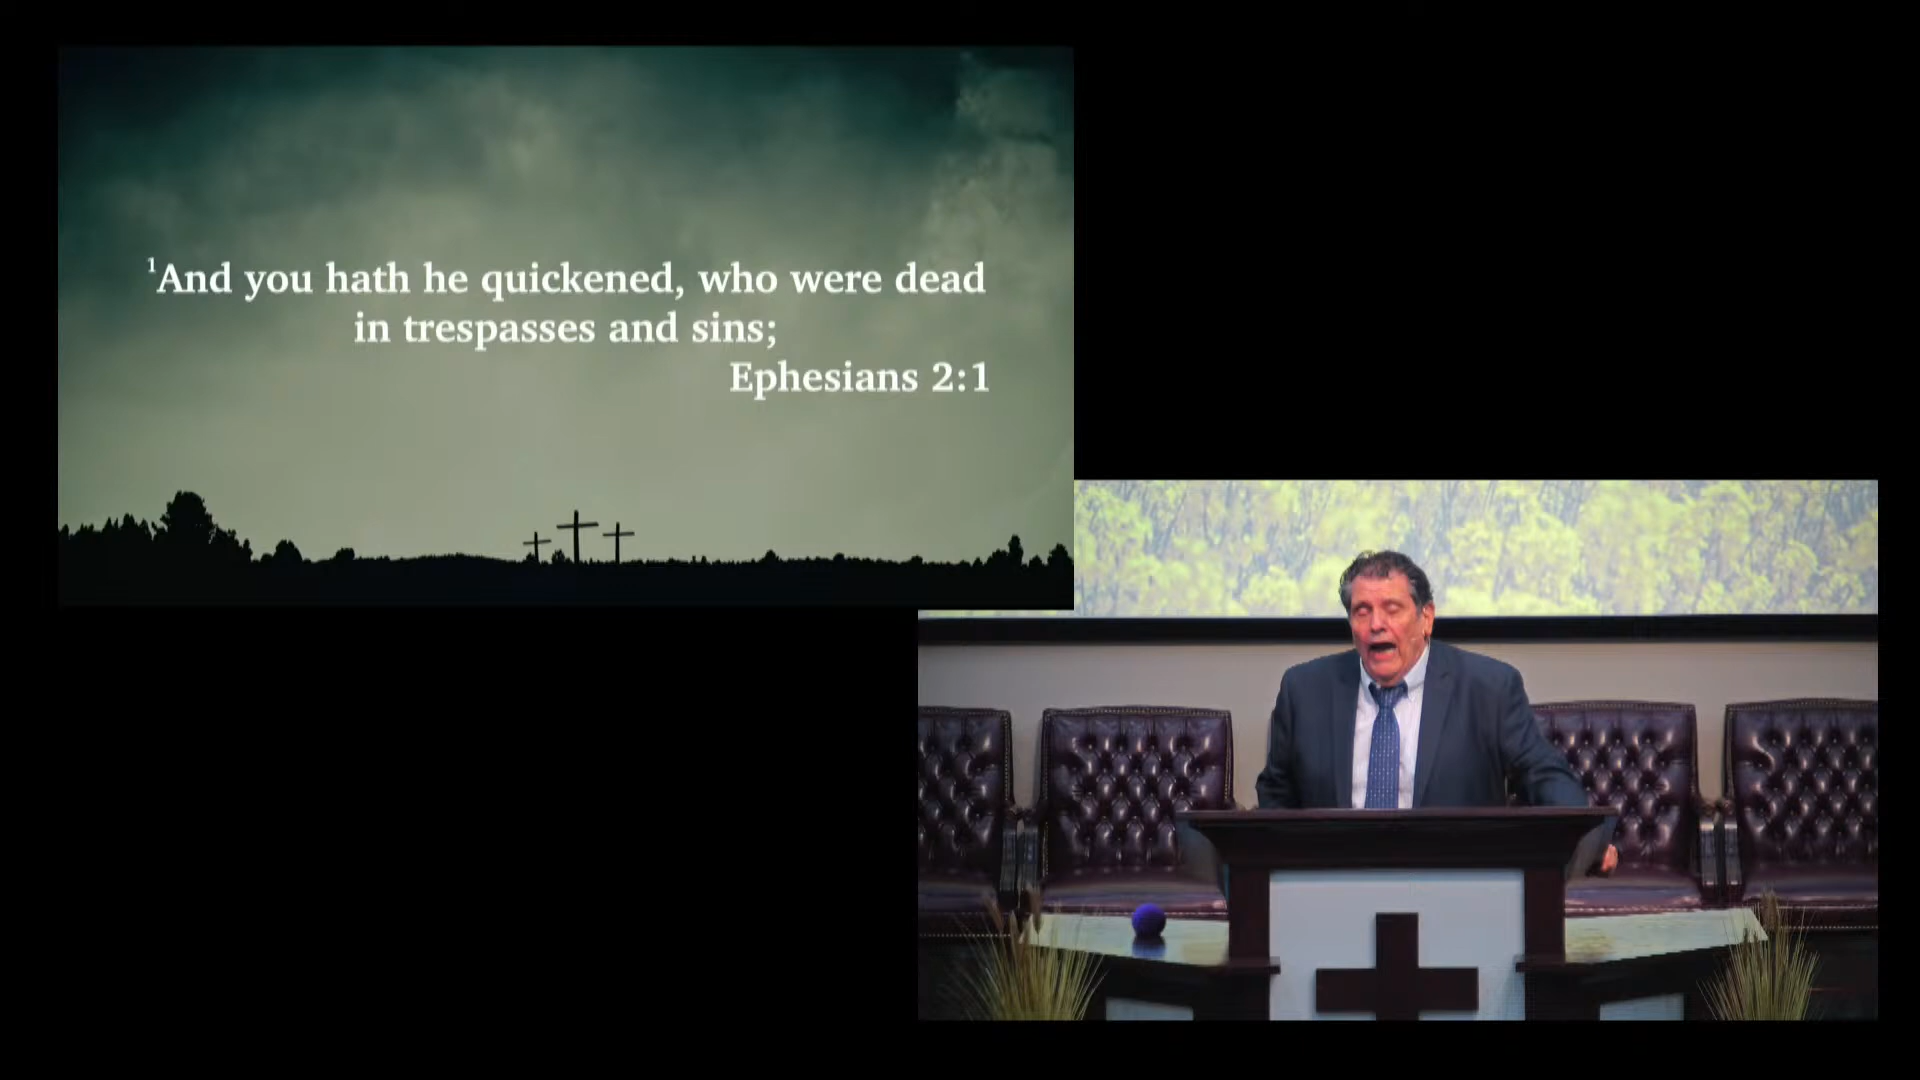 ¹And you hath he quickened, who were dead
in trespasses and sins;
Ephesians 2:1